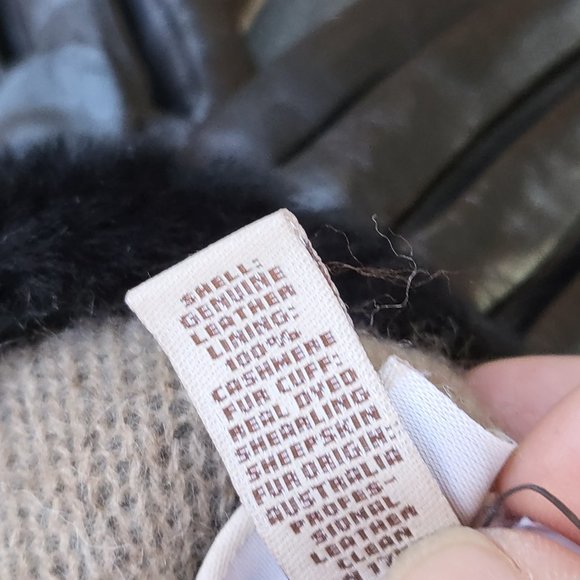 SHELL:
GENUINE
LEATHER
LINING:
100%
CASHMERE
FUR CUFF:
REAL DYED
SHEARLING
SHEEPSKIN
FUR ORIGIN:
AUSTRALIA
PROFES-
SIONAL
LEATHER
CLEAN